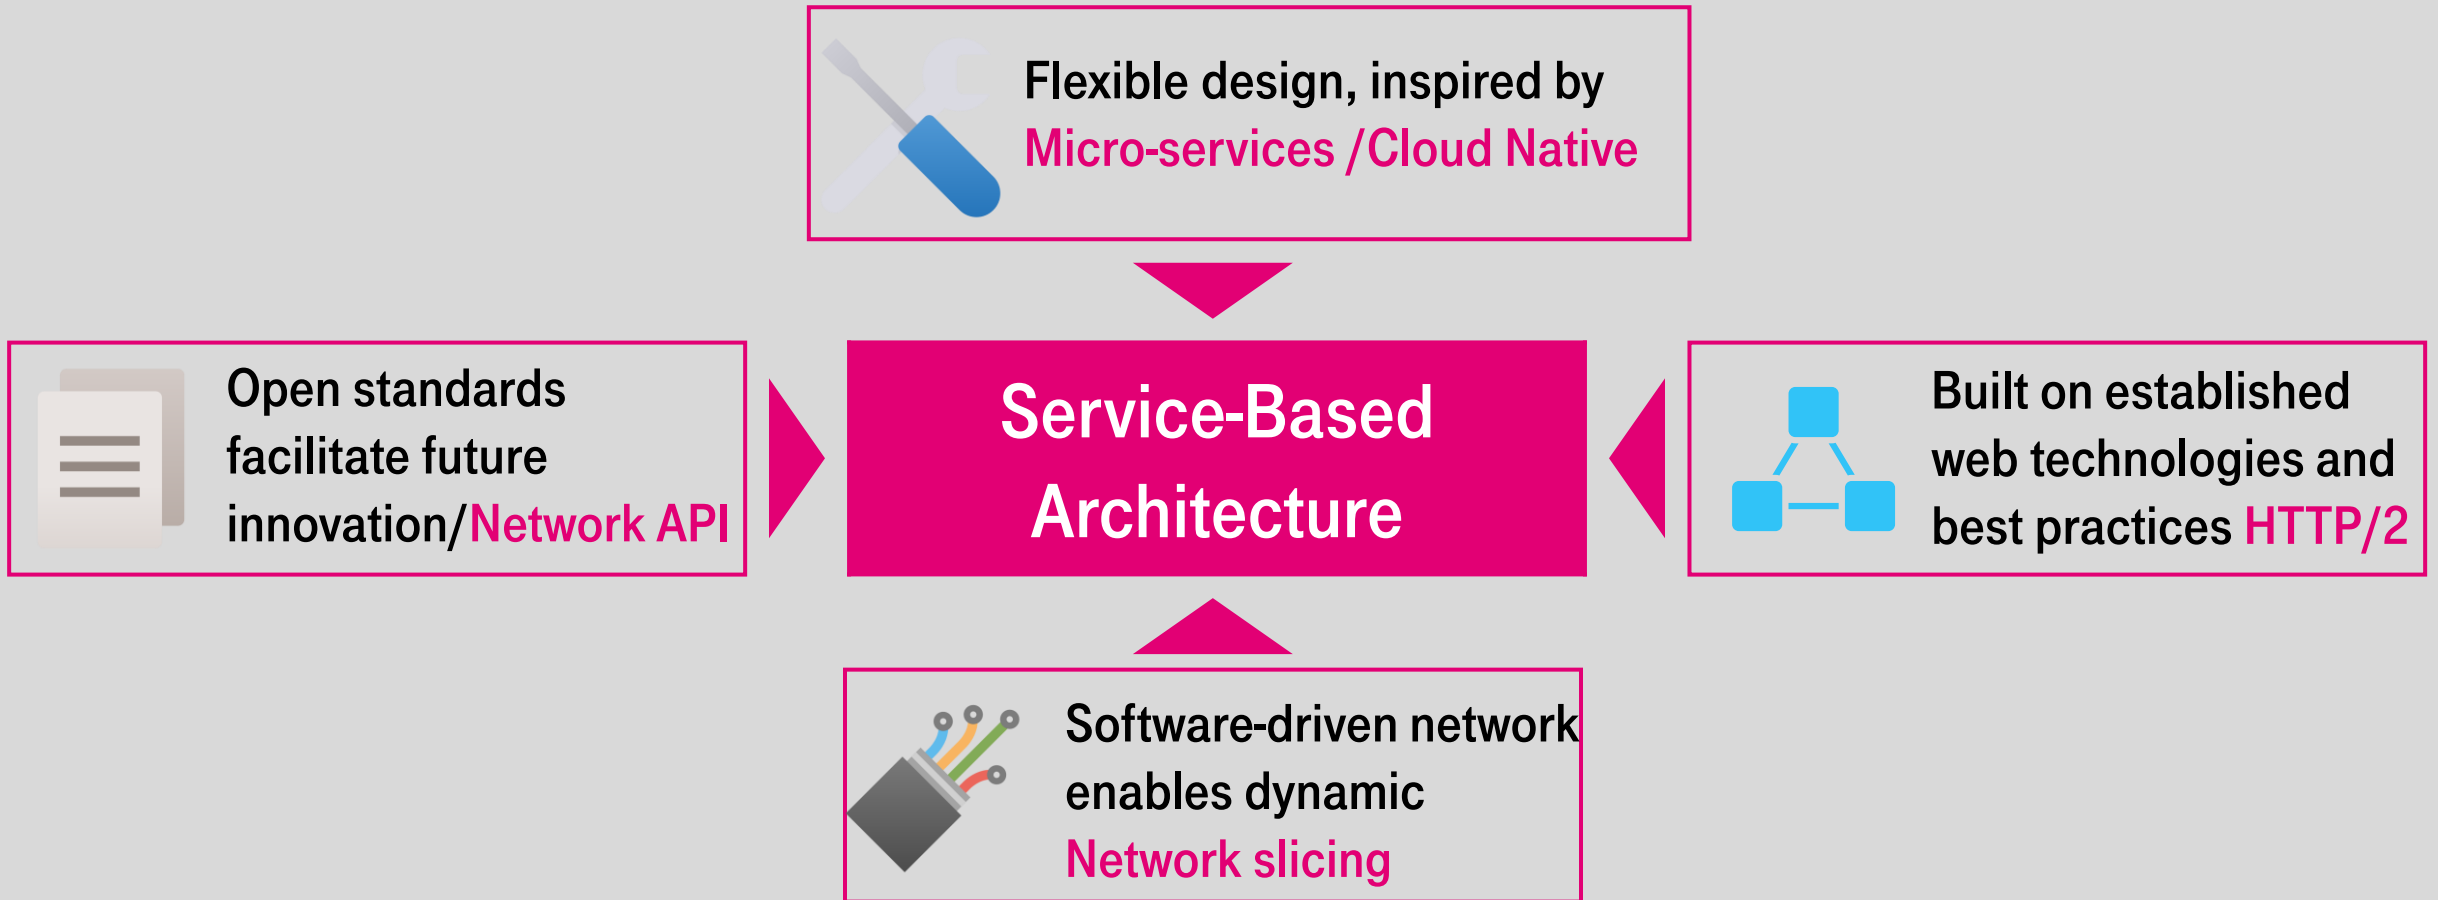 Flexible design, inspired by
Micro-services /Cloud Native
Open standards
facilitate future
innovation/Network API
Service-Based
Architecture
Built on established
web technologies and
best practices HTTP/2
Software-driven network
enables dynamic
Network slicing